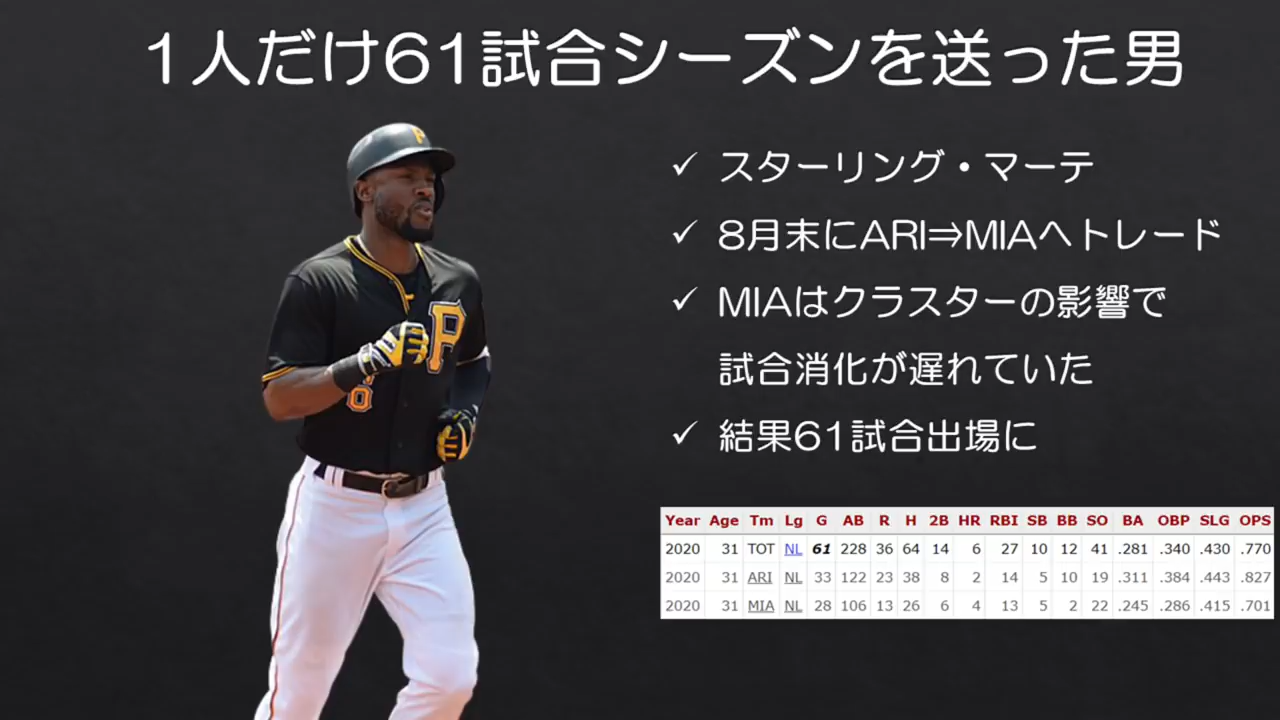 1人だけ61試合シーズンを送った男
✓ スターリング・マーテ
✓ 8月末にARI⇒MIAへトレード
✓ MIAはクラスターの影響で
試合消化が遅れていた
✓ 結果61試合出場に
P
P
6
Year Age Tm Lg G AB R H 2B HR RBI SB BB SO BA OBP SLG OPS
2020 31 TOT NL 61 228 36 64 14 6 27 10 12 41 .281 .340 .430 .770
2020 31 ARI NL 33 122 23 38 8 2 14 5 10 19 .311 .384 .443 .827
2020 31 MIA NL 28 106 13 26 6 4 13 5 2 22 .245 .286 .415 .701